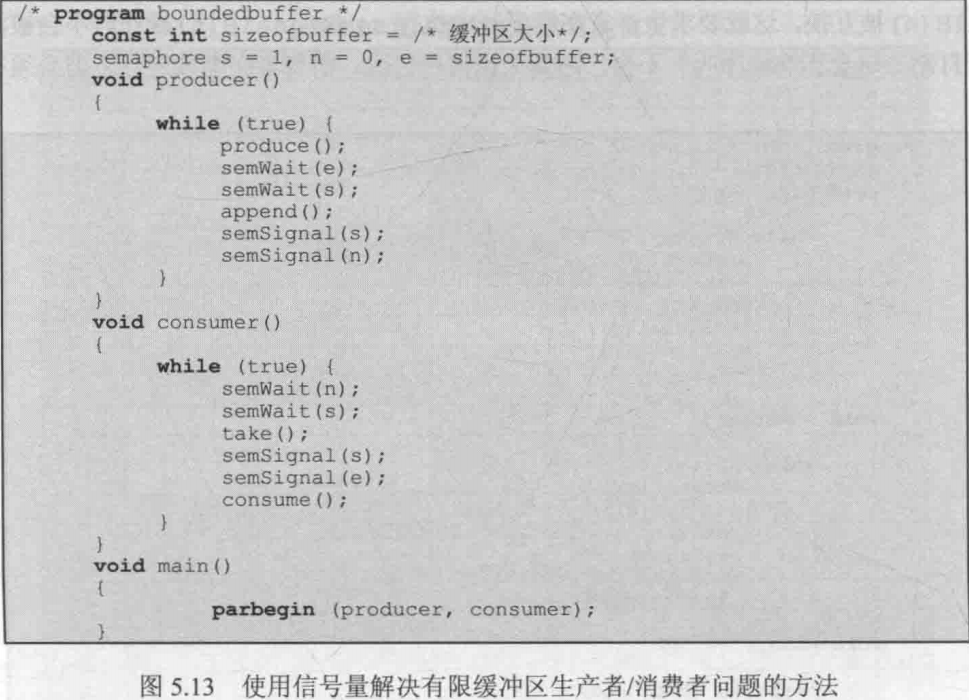 /* program boundedbuffer */
const int sizeofbuffer = /* 缓冲区大小*/;
semaphore s = 1, n = 0, e = sizeofbuffer;
void producer()
{
while (true) {
produce();
semWait(e);
semWait(s);
append();
semSignal(s);
semSignal(n);
}
}
void consumer()
{
while (true) {
semWait(n);
semWait(s);
take();
semSignal(s);
semSignal(e);
consume();
}
}
void main()
{
parbegin (producer, consumer);
}
图 5.13 使用信号量解决有限缓冲区生产者/消费者问题的方法